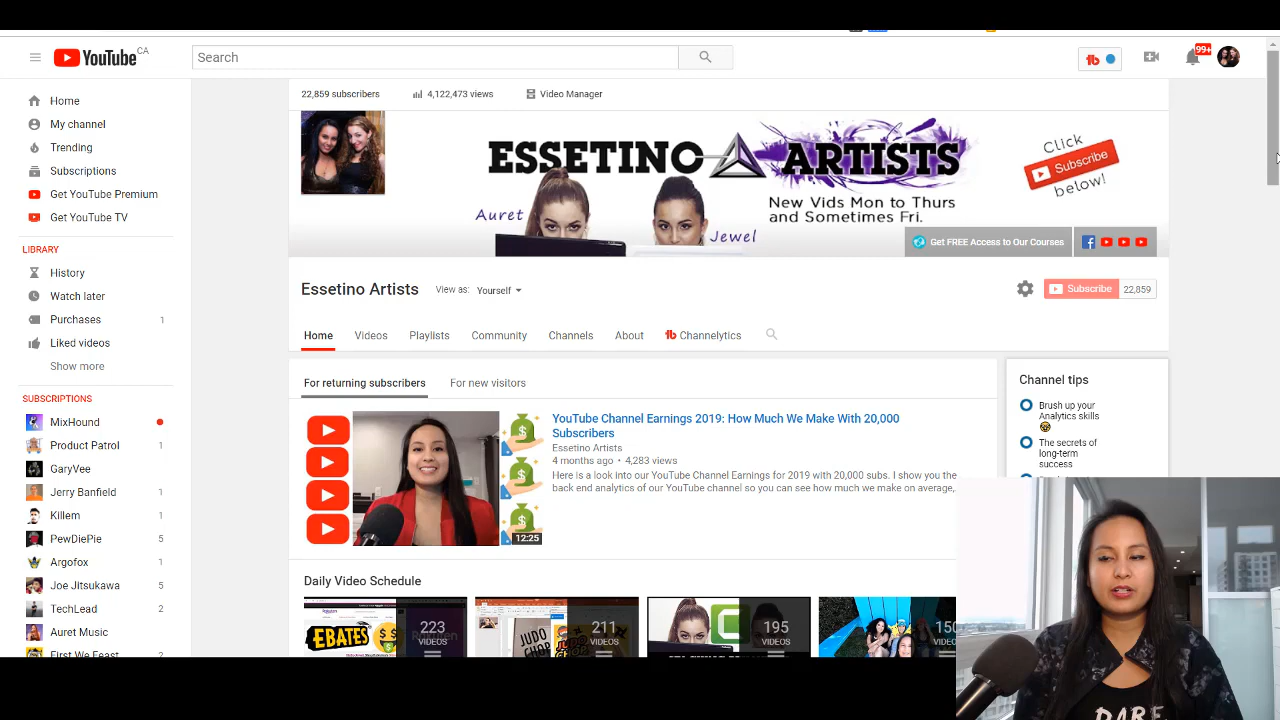 YouTube CA
Search
99+
Home
My channel
Trending
Subscriptions
Get YouTube Premium
Get YouTube TV
LIBRARY
History
Watch later
Purchases 1
Liked videos
Show more
SUBSCRIPTIONS
MixHound
Product Patrol 1
GaryVee
Jerry Banfield 1
Killem 1
PewDiePie 5
Argofox 1
Joe Jitsukawa 5
TechLead 2
Auret Music
First We Feast 2
22,859 subscribers
4,122,473 views
Video Manager
ESSETINO ARTISTS
New Vids Mon to Thurs
and Sometimes Fri.
Auret
Jewel
Click
Subscribe
below!
Get FREE Access to Our Courses
Essetino Artists
View as: Yourself
Subscribe 22,859
Home
Videos
Playlists
Community
Channels
About
Channelytics
For returning subscribers
For new visitors
YouTube Channel Earnings 2019: How Much We Make With 20,000
Subscribers
Essetino Artists
4 months ago • 4,283 views
Here is a look into our YouTube Channel Earnings for 2019 with 20,000 subs. I show you the
back end analytics of our YouTube channel so you can see how much we make on average,..
12:25
Channel tips
Brush up your
Analytics skills
The secrets of
long-term
success
Daily Video Schedule
EBATES
223
VIDEOS
JUDO
CHOP
211
VIDEOS
195
VIDEOS
150
VIDEOS
DARE